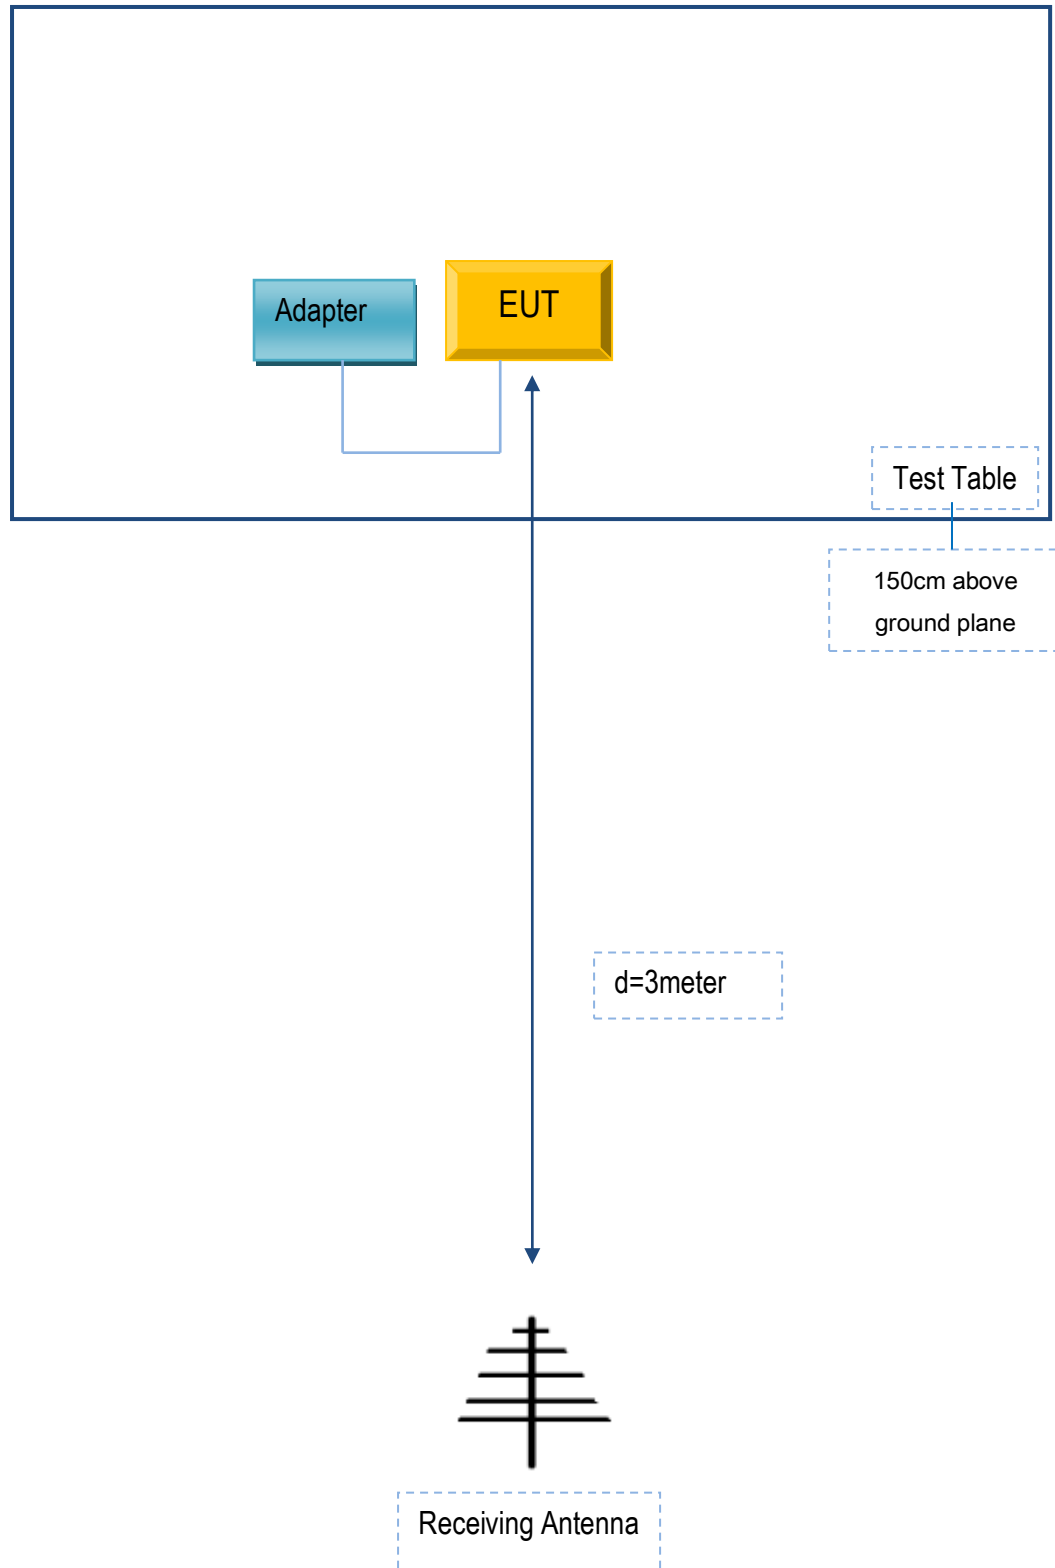 Adapter
EUT
Test Table
150cm above
ground plane
d=3meter
Receiving Antenna